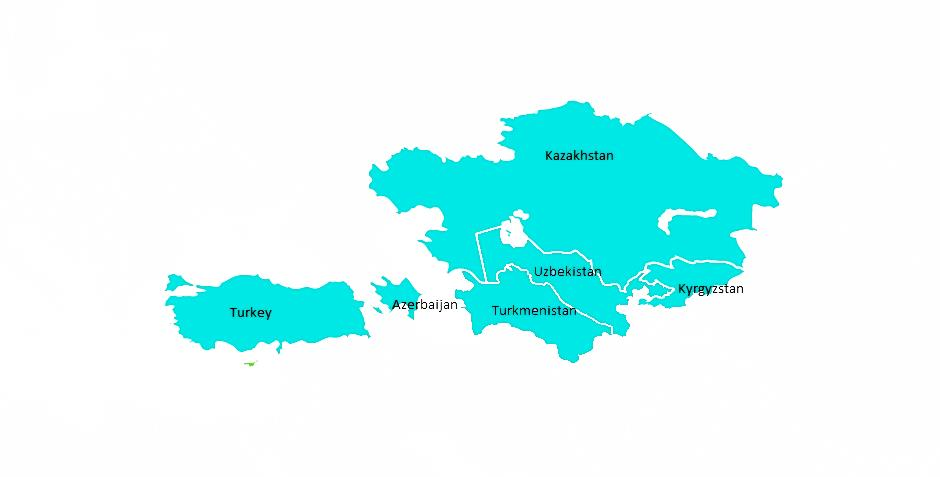 Kazakhstan
Uzbekistan
Kyrgyzstan
Azerbaijan
Turkmenistan
Turkey